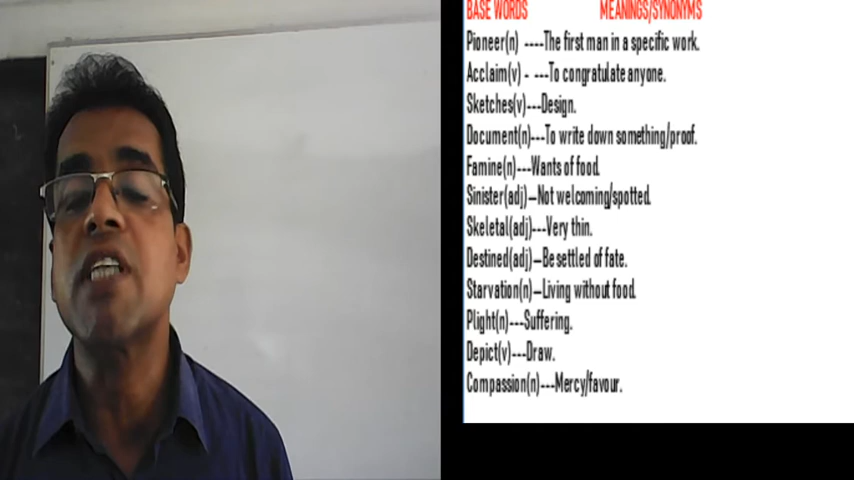 BASE WORDS MEANINGS/SYNONYMS
Pioneer(n) ----The first man in a specific work.
Acclaim(v) - ---To congratulate anyone.
Sketches(v)---Design.
Document(n)---To write down something/proof.
Famine(n)---Wants of food.
Sinister(adj)–Not welcoming/spotted.
Skeletal(adj)---Very thin.
Destined(adj)–Be settled of fate.
Starvation(n)–Living without food.
Plight(n)---Suffering.
Depict(v)---Draw.
Compassion(n)---Mercy/favour.